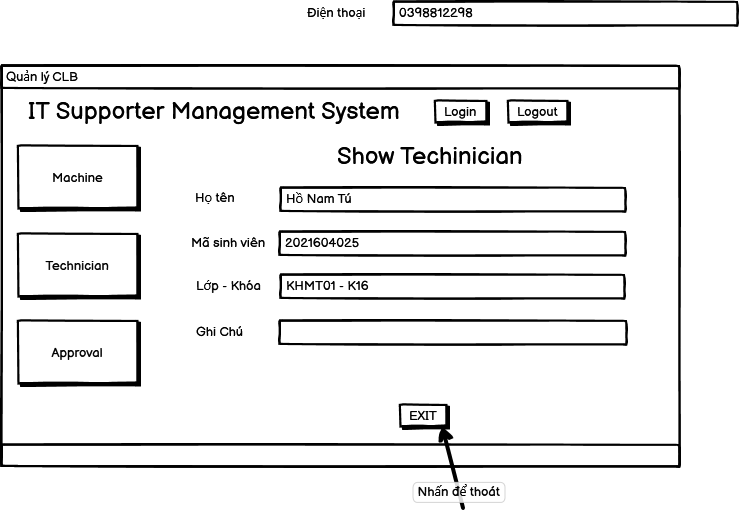 Điện thoại 0398812298
Quản lý CLB
IT Supporter Management System Login Logout
Show Techinician
Machine
Họ tên Hồ Nam Tú
Mã sinh viên 2021604025
Technician
Lớp - Khóa KHMT01 - K16
Ghi Chú
Approval
EXIT
Nhấn để thoát